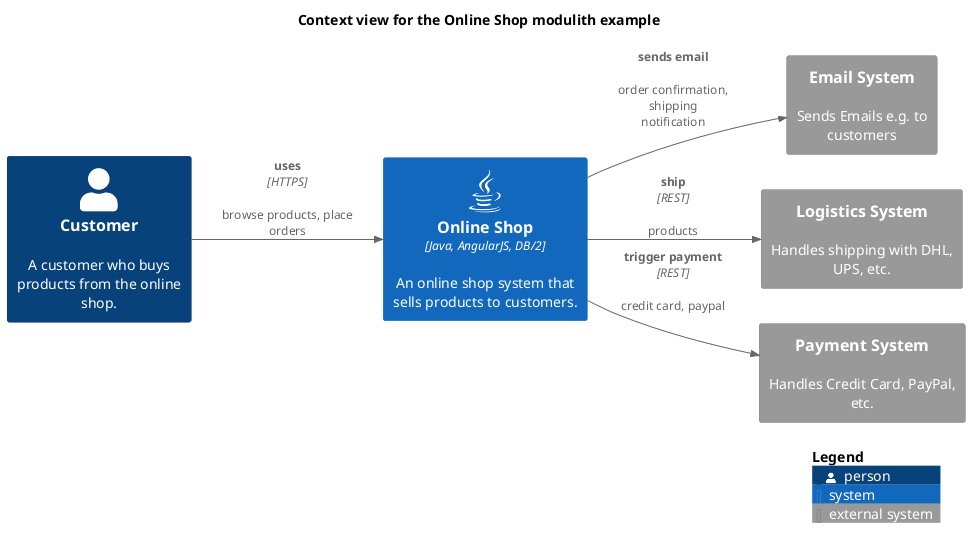 Context view for the Online Shop modulith example
Customer
A customer who buys
products from the online
shop.
uses
[HTTPS]
browse products, place
orders
Online Shop
[Java, AngularJS, DB/2]
An online shop system that
sells products to customers.
sends email
order confirmation,
shipping
notification
ship
[REST]
products
trigger payment
[REST]
credit card, paypal
Email System
Sends Emails e.g. to
customers
Logistics System
Handles shipping with DHL,
UPS, etc.
Payment System
Handles Credit Card, PayPal,
etc.
Legend
person
system
external system